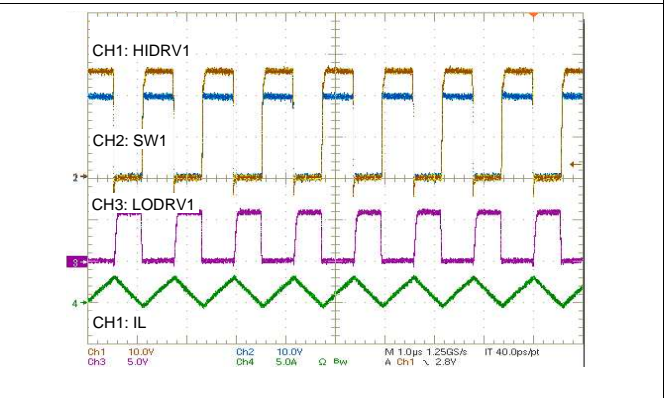 CH1: HIDRV1
CH2: SW1
2
CH3: LODRV1
3
4
CH1: IL
Ch1 10.0V Ch2 10.0V M 1.0µs 1.25GS/s IT 40.0ps/pt
Ch3 5.0V Ch4 5.0A Ω Bw A Ch1 2.8V